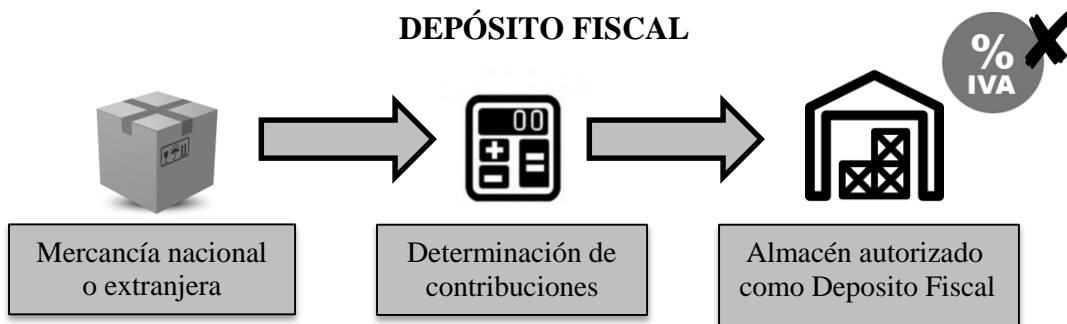 DEPÓSITO FISCAL
%
IVA
00
Mercancía nacional
o extranjera
Determinación de
contribuciones
Almacén autorizado
como Deposito Fiscal